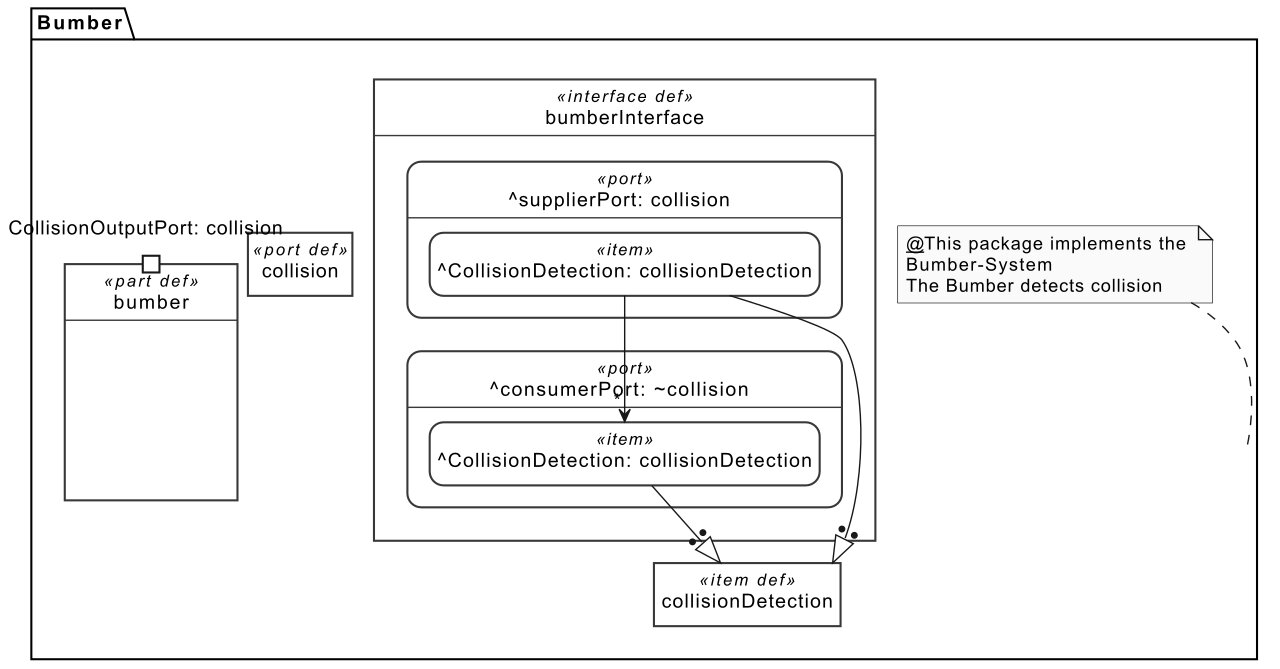 Bumber
«interface def»
bumberInterface
«port»
^supplierPort: collision
«item»
^CollisionDetection: collisionDetection
«port»
^consumerPort: ~collision
*
«item»
^CollisionDetection: collisionDetection
CollisionOutputPort: collision
«part def»
bumber
«port def»
collision
@This package implements the
Bumber-System
The Bumber detects collision
«item def»
collisionDetection